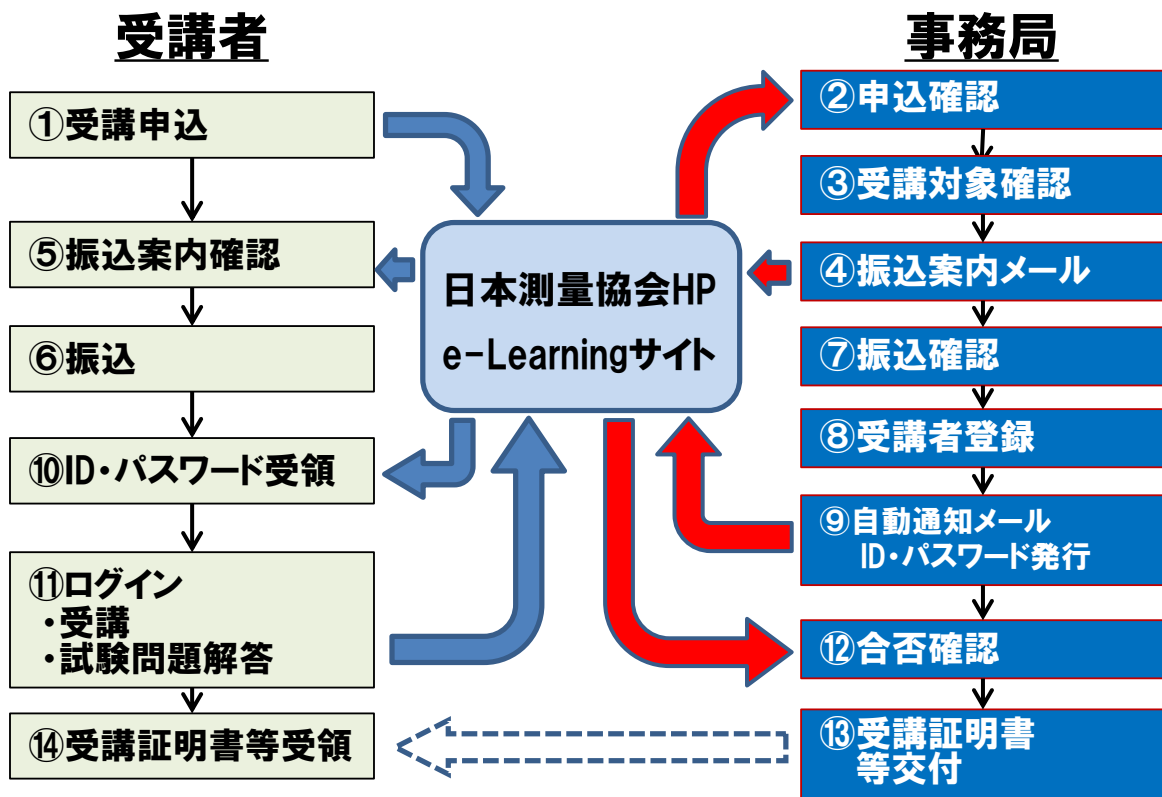 受講者
事務局
①受講申込
⑤振込案内確認
⑥振込
⑩ID・パスワード受領
⑪ログイン
・受講
・試験問題解答
⑭受講証明書等受領
日本測量協会HP
e-Learningサイト
②申込確認
③受講対象確認
④振込案内メール
⑦振込確認
⑧受講者登録
⑨自動通知メール
ID・パスワード発行
⑫合否確認
⑬受講証明書
等交付